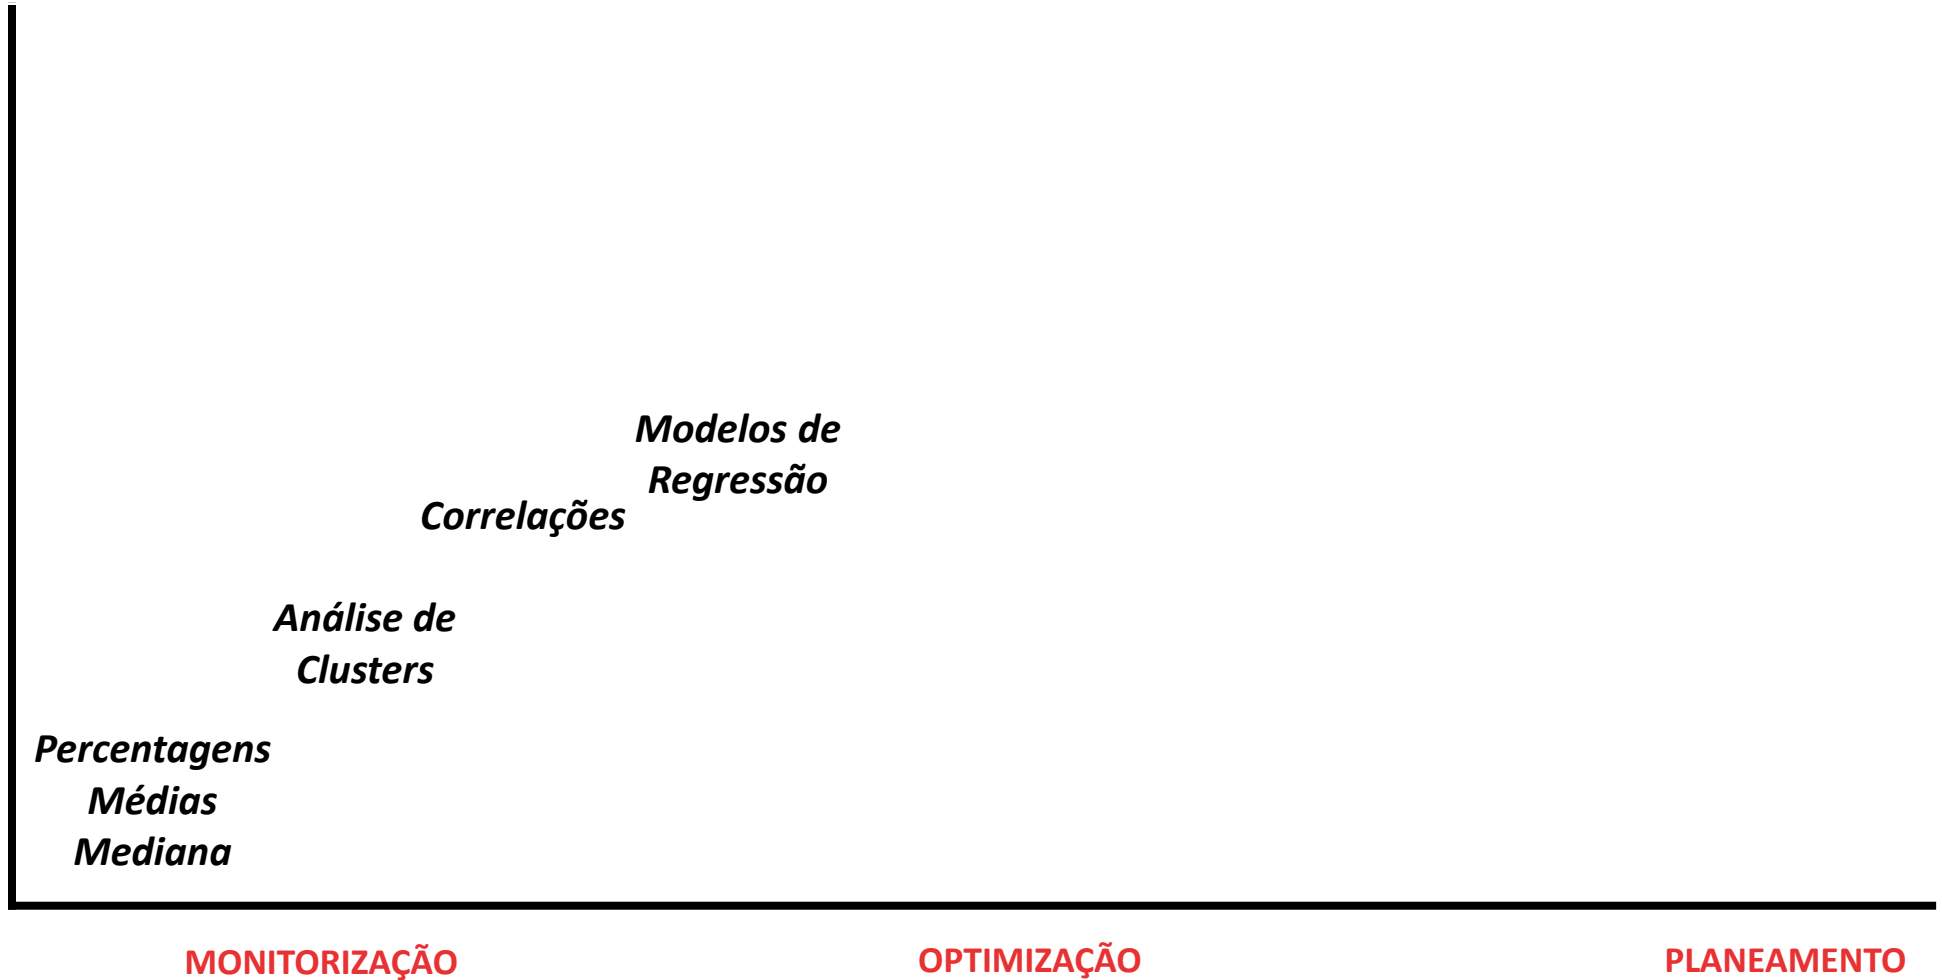 Modelos de
Regressão
Correlações
Análise de
Clusters
Percentagens
Médias
Mediana
MONITORIZAÇÃO
OPTIMIZAÇÃO
PLANEAMENTO